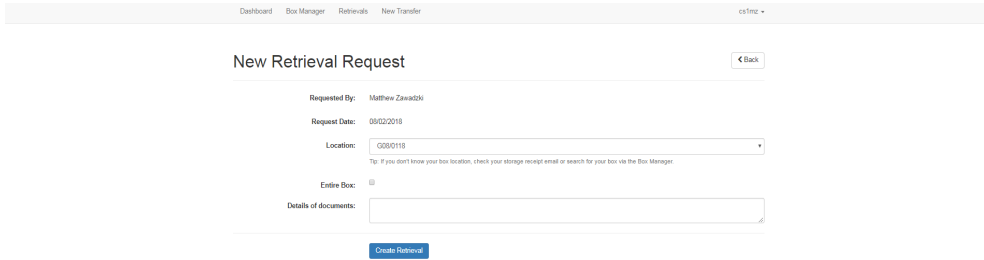 Dashboard Box Manager Retrievals New Transfer cs1mz
New Retrieval Request Back
Requested By: Matthew Zawadzki
Request Date: 08/02/2018
Location: G08/0118
Tip: If you don't know your box location, check your storage receipt email or search for your box via the Box Manager.
Entire Box:
Details of documents:
Create Retrieval